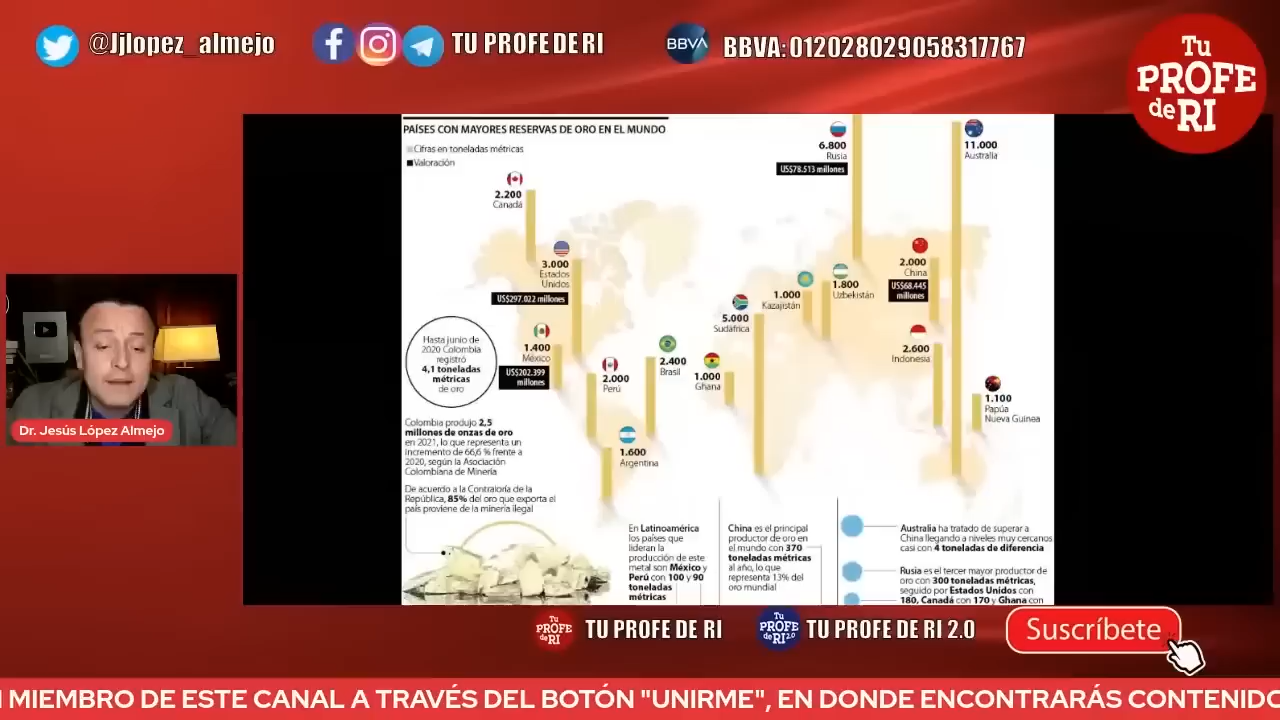 @Jjlopez_almejo
TU PROFE DE RI
BBVA
BBVA: 012028029058317767
Tu
PROFE
de RI
PAÍSES CON MAYORES RESERVAS DE ORO EN EL MUNDO
Cifras en toneladas métricas
Valoración
2.200
Canadá
3.000
Estados
Unidos
US$297.022 millones
1.400
México
US$202.399
millones
2.000
Perú
2.400
Brasil
1.600
Argentina
1.000
Ghana
5.000
Sudáfrica
1.000
Kazajistán
1.800
Uzbekistán
6.800
Rusia
US$78.513 millones
2.000
China
US$68.445
millones
2.600
Indonesia
11.000
Australia
1.100
Papúa
Nueva Guinea
Hasta junio de
2020 Colombia
registró
4,1 toneladas
métricas
de oro
Colombia produjo 2,5
millones de onzas de oro
en 2021, lo que representa un
incremento de 66,6 % frente a
2020, según la Asociación
Colombiana de Minería
De acuerdo a la Contraloría de la
República, 85% del oro que exporta el
país proviene de la minería ilegal
En Latinoamérica
los países que
lideran la
producción de este
metal son México y
Perú con 100 y 90
toneladas
métricas
China es el principal
productor de oro en
el mundo con 370
toneladas métricas
al año, lo que
representa 13% del
oro mundial
Australia ha tratado de superar a
China llegando a niveles muy cercanos
casi con 4 toneladas de diferencia
Rusia es el tercer mayor productor de
oro con 300 toneladas métricas,
seguido por Estados Unidos con
180, Canadá con 170 y Ghana con
Dr. Jesús López Almejo
Tu
PROFE
de RI
TU PROFE DE RI
Tu
PROFE
de RI 2.0
TU PROFE DE RI 2.0
Suscríbete
MIEMBRO DE ESTE CANAL A TRAVÉS DEL BOTÓN "UNIRME", EN DONDE ENCONTRARÁS CONTENIDO